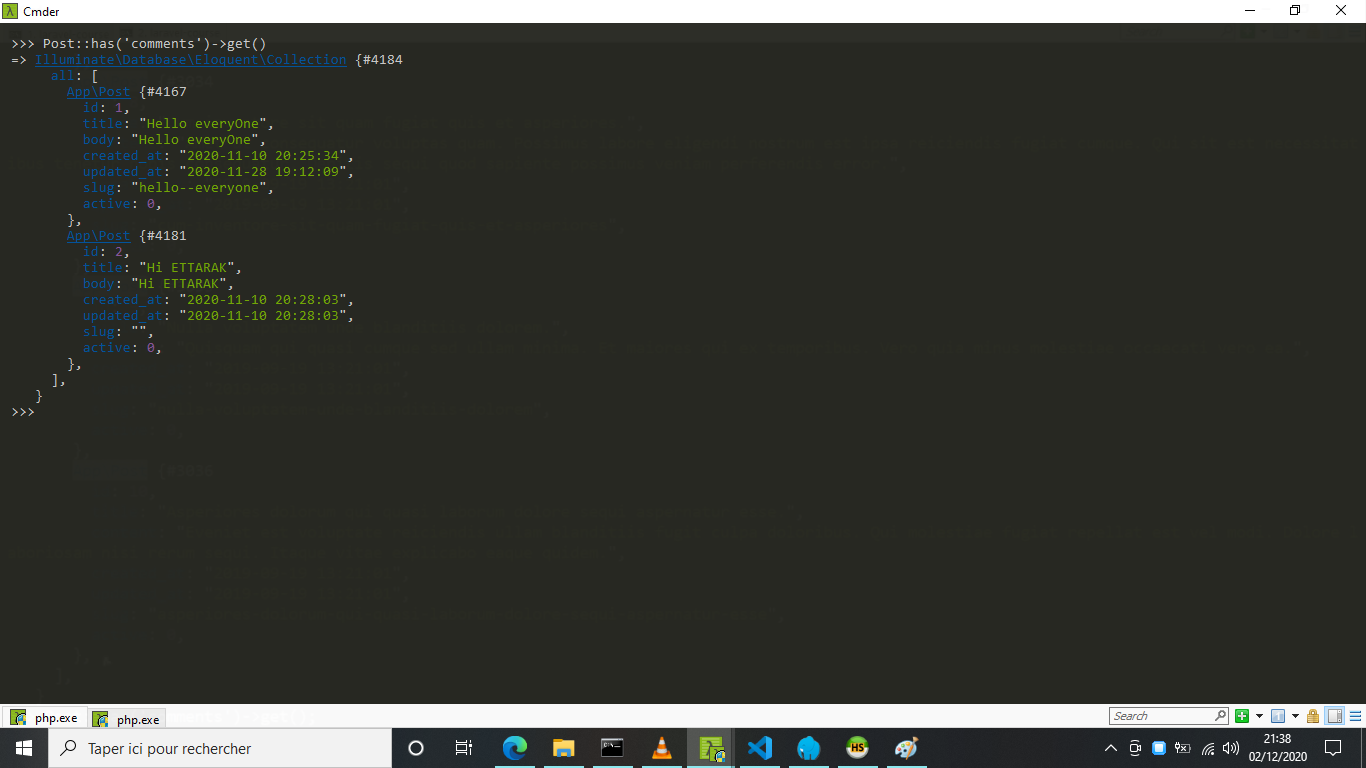 Cmder
>>> Post::has('comments')->get()
=> Illuminate\Database\Eloquent\Collection {#4184
all: [
App\Post {#4167
id: 1,
title: "Hello everyOne",
body: "Hello everyOne",
created_at: "2020-11-10 20:25:34",
updated_at: "2020-11-28 19:12:09",
slug: "hello--everyone",
active: 0,
},
App\Post {#4181
id: 2,
title: "Hi ETTARAK",
body: "Hi ETTARAK",
created_at: "2020-11-10 20:28:03",
updated_at: "2020-11-10 20:28:03",
slug: "",
active: 0,
},
],
}
>>>
php.exe php.exe Search
Taper ici pour rechercher HS 21:38
02/12/2020